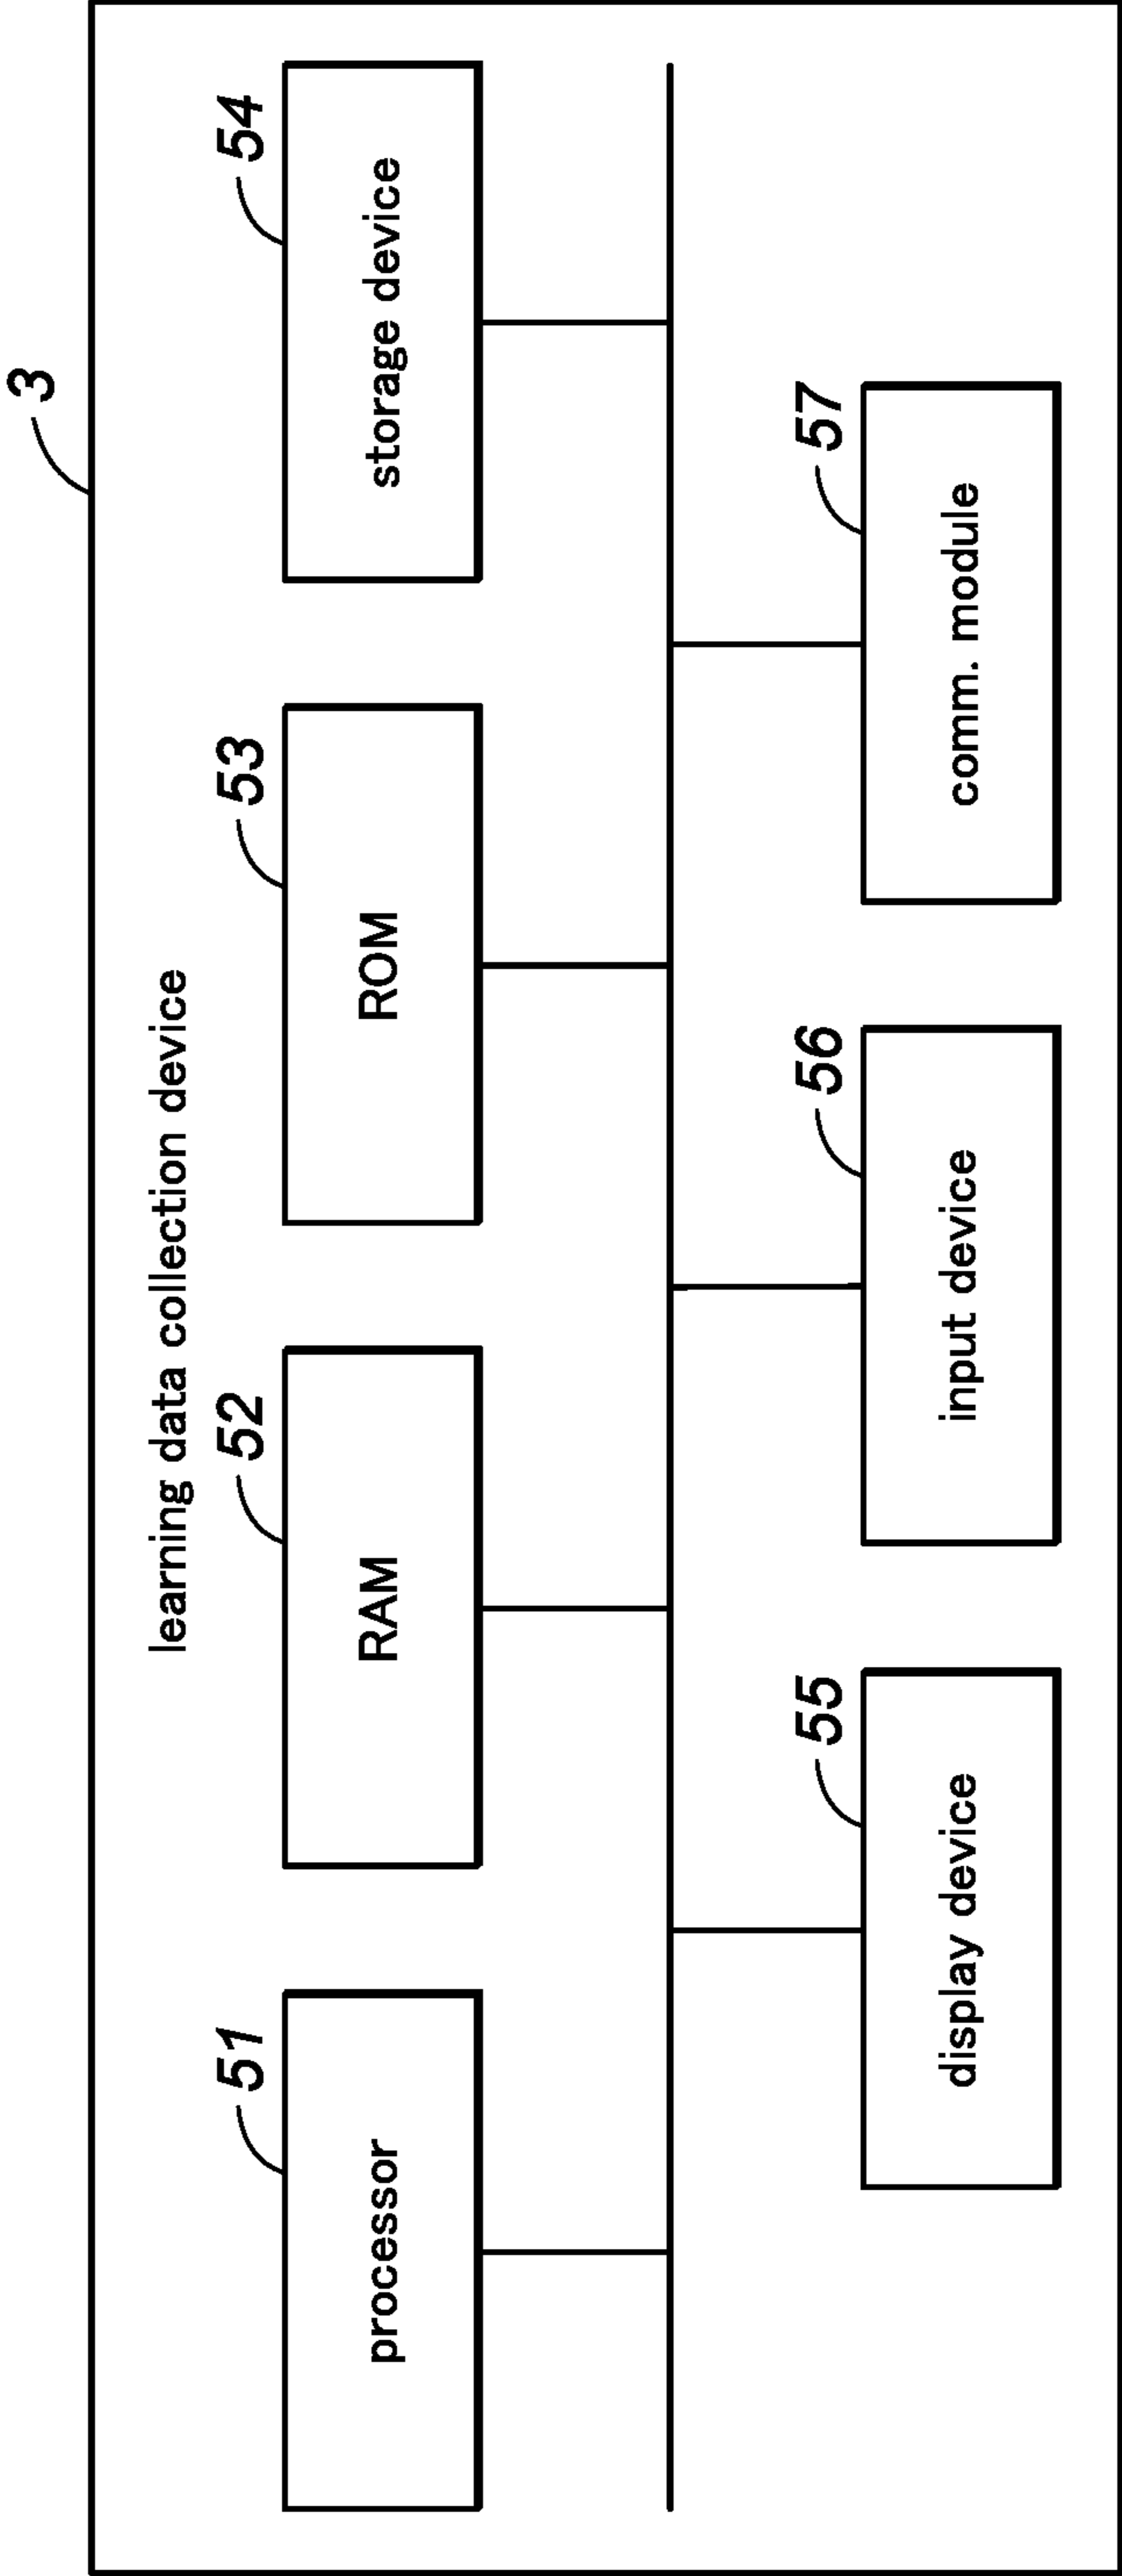 3
learning data collection device
51
52
53
54
processor
RAM
ROM
storage device
55
56
57
display device
input device
comm. module